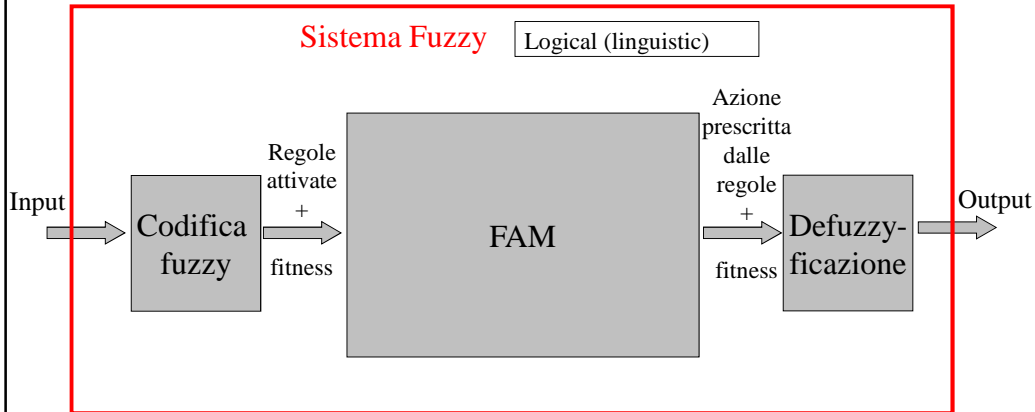 Sistema Fuzzy
Logical (linguistic)
Input
Codifica
fuzzy
Regole
attivate
+
fitness
FAM
Azione
prescritta
dalle
regole
+
fitness
Defuzzy-
ficazione
Output